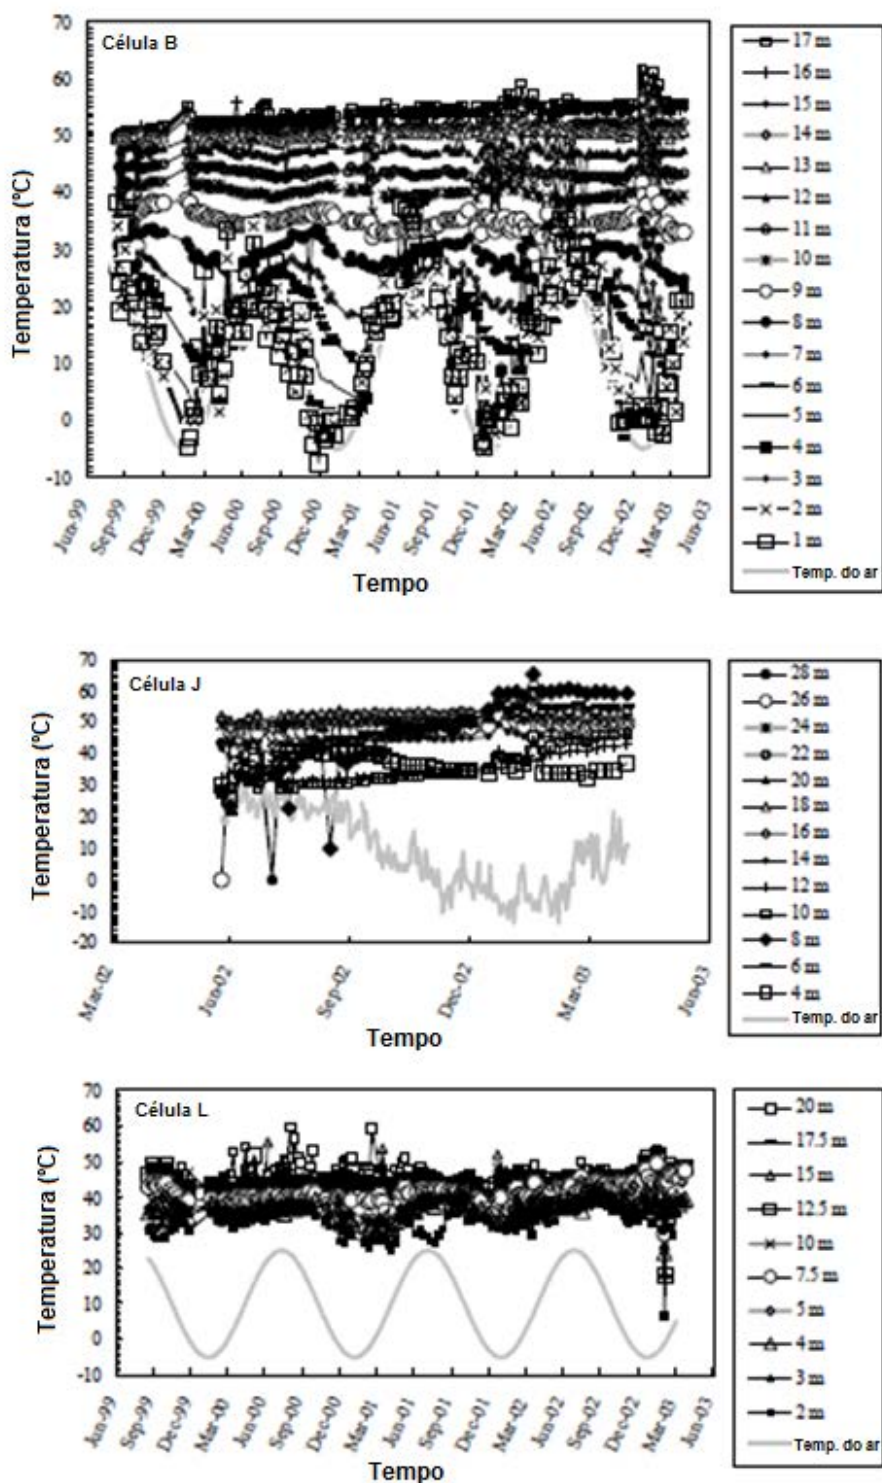 70
60
50
40
30
20
10
0
-10
Temperatura (ºC)
Célula B
Jun-99
Sep-99
Dec-99
Mar-00
Jun-00
Sep-00
Dec-00
Mar-01
Jun-01
Sep-01
Dec-01
Mar-02
Jun-02
Sep-02
Dec-02
Mar-03
Jun-03
Tempo
17 m
16 m
15 m
14 m
13 m
12 m
11 m
10 m
9 m
8 m
7 m
6 m
5 m
4 m
3 m
2 m
1 m
Temp. do ar
70
60
50
40
30
20
10
0
-10
-20
Temperatura (ºC)
Célula J
Mar-02
Jun-02
Sep-02
Dec-02
Mar-03
Jun-03
Tempo
28 m
26 m
24 m
22 m
20 m
18 m
16 m
14 m
12 m
10 m
8 m
6 m
4 m
Temp. do ar
70
60
50
40
30
20
10
0
-10
Temperatura (ºC)
Célula L
Jun-99
Sep-99
Dec-99
Mar-00
Jun-00
Sep-00
Dec-00
Mar-01
Jun-01
Sep-01
Dec-01
Mar-02
Jun-02
Sep-02
Dec-02
Mar-03
Jun-03
Tempo
20 m
17.5 m
15 m
12.5 m
10 m
7.5 m
5 m
4 m
3 m
2 m
Temp. do ar